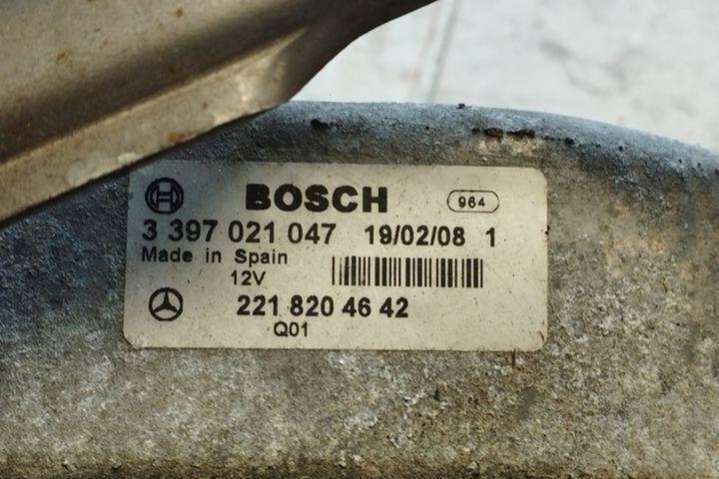 BOSCH 964
3 397 021 047 19/02/08 1
Made in Spain
12V
221 820 46 42
Q01